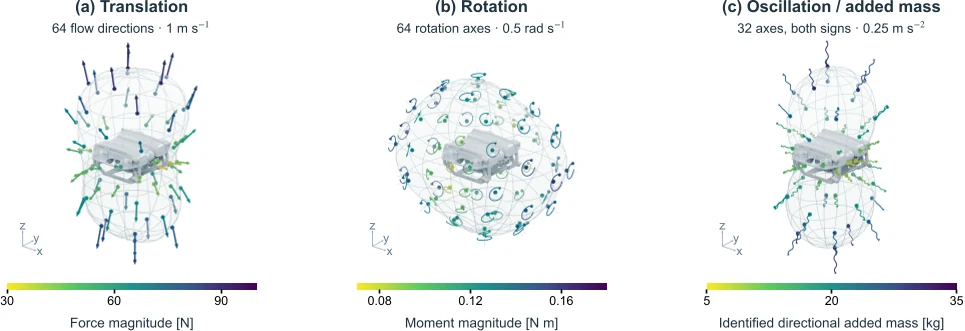 (a) Translation
64 flow directions · 1 m s⁻¹
z
y
x
30
60
90
Force magnitude [N]
(b) Rotation
64 rotation axes · 0.5 rad s⁻¹
z
y
x
0.08
0.12
0.16
Moment magnitude [N m]
(c) Oscillation / added mass
32 axes, both signs · 0.25 m s⁻²
z
y
x
5
20
35
Identified directional added mass [kg]